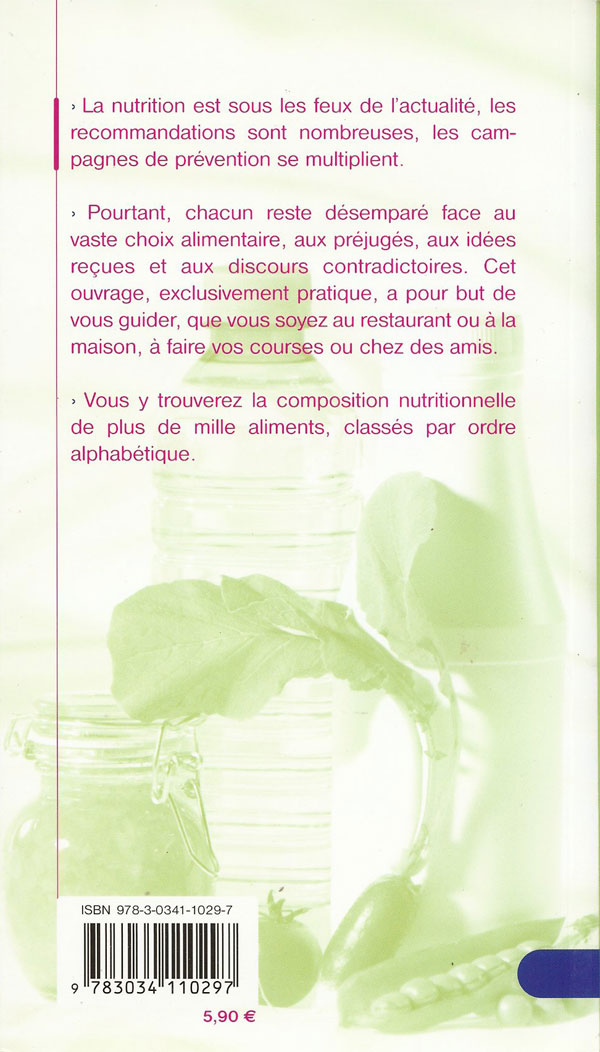 › La nutrition est sous les feux de l'actualité, les
recommandations sont nombreuses, les cam-
pagnes de prévention se multiplient.
› Pourtant, chacun reste désemparé face au
vaste choix alimentaire, aux préjugés, aux idées
reçues et aux discours contradictoires. Cet
ouvrage, exclusivement pratique, a pour but de
vous guider, que vous soyez au restaurant ou à la
maison, à faire vos courses ou chez des amis.
› Vous y trouverez la composition nutritionnelle
de plus de mille aliments, classés par ordre
alphabétique.
ISBN 978-3-0341-1029-7
9 783034 110297
5,90 €